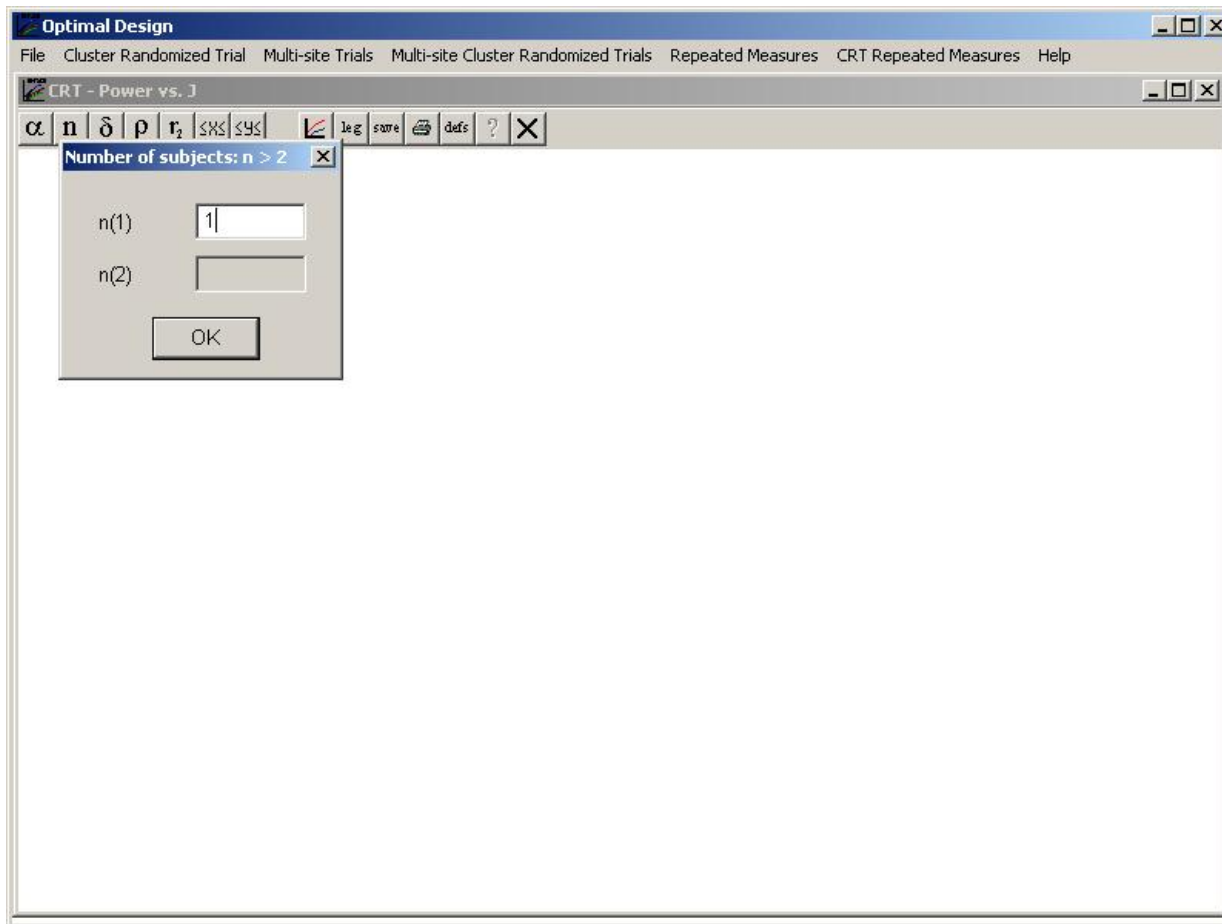 Optimal Design
File Cluster Randomized Trial Multi-site Trials Multi-site Cluster Randomized Trials Repeated Measures CRT Repeated Measures Help
CRT - Power vs. J
α n δ ρ r₂ ≤X≤ ≤y≤ leg save defs ?
Number of subjects: n > 2
n(1) 1
n(2)
OK